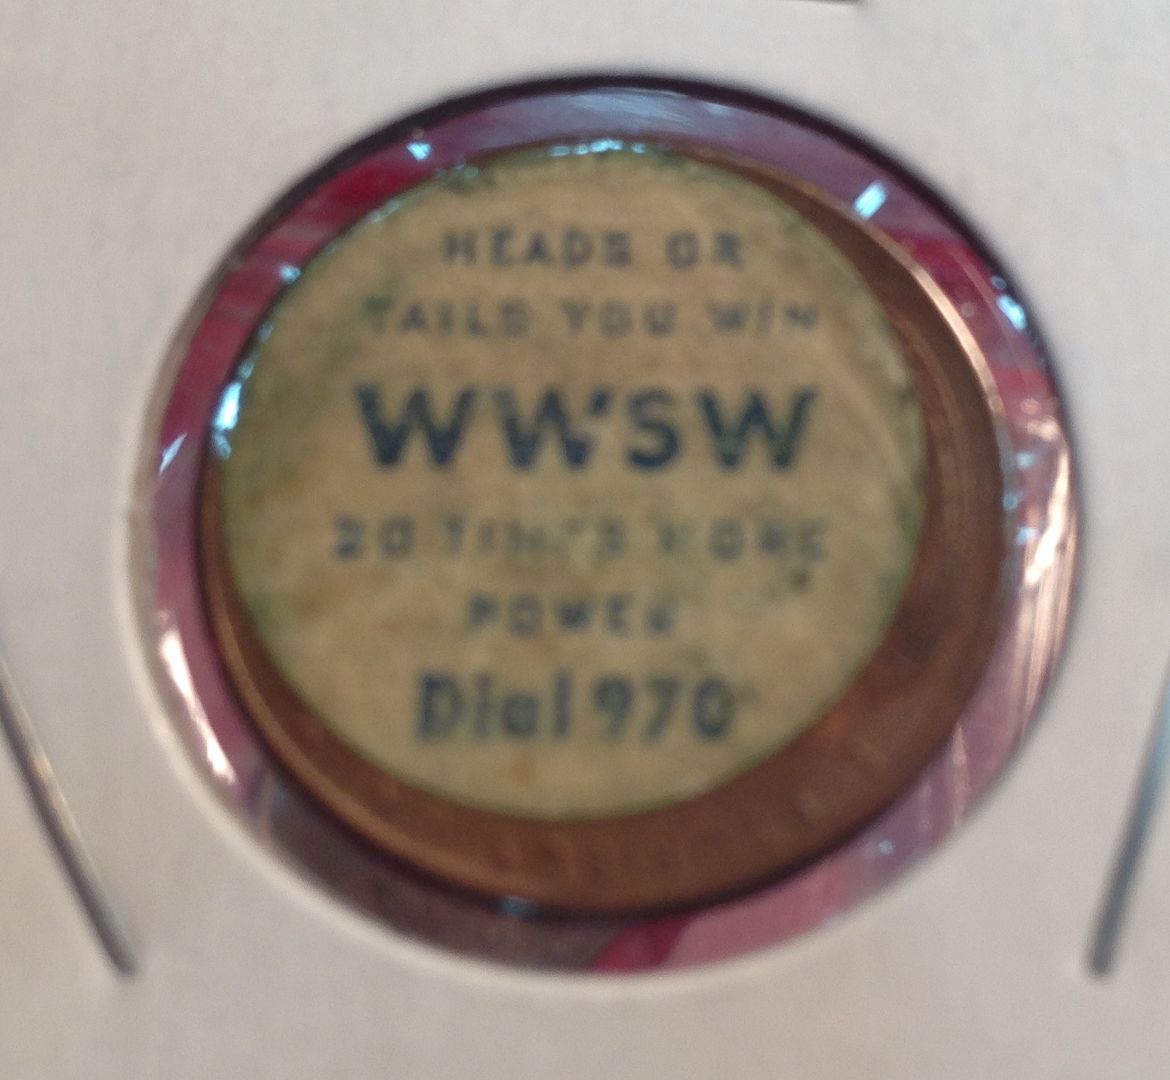 HEADS OR
TAILS YOU WIN
WWSW
20 TIMES MORE
POWER
Dial 970